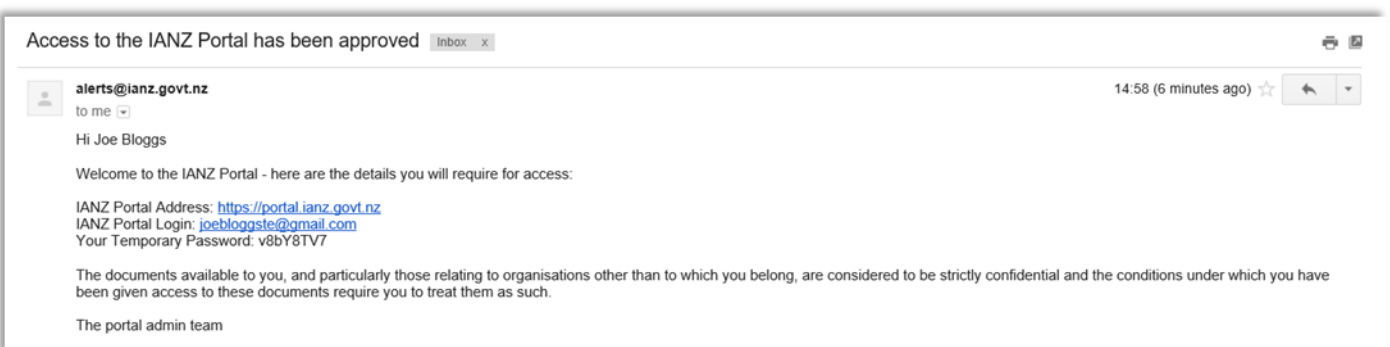 Access to the IANZ Portal has been approved Inbox x
alerts@ianz.govt.nz 14:58 (6 minutes ago)
to me
Hi Joe Bloggs
Welcome to the IANZ Portal - here are the details you will require for access:
IANZ Portal Address: https://portal.ianz.govt.nz
IANZ Portal Login: joebloggste@gmail.com
Your Temporary Password: v8bY8TV7
The documents available to you, and particularly those relating to organisations other than to which you belong, are considered to be strictly confidential and the conditions under which you have
been given access to these documents require you to treat them as such.
The portal admin team